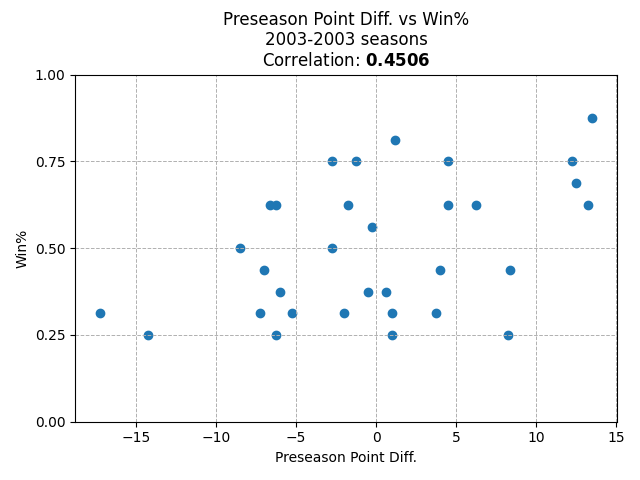 Preseason Point Diff. vs Win%
2003-2003 seasons
Correlation: 0.4506
1.00
0.75
0.50
0.25
0.00
Win%
−15
−10
−5
0
5
10
15
Preseason Point Diff.